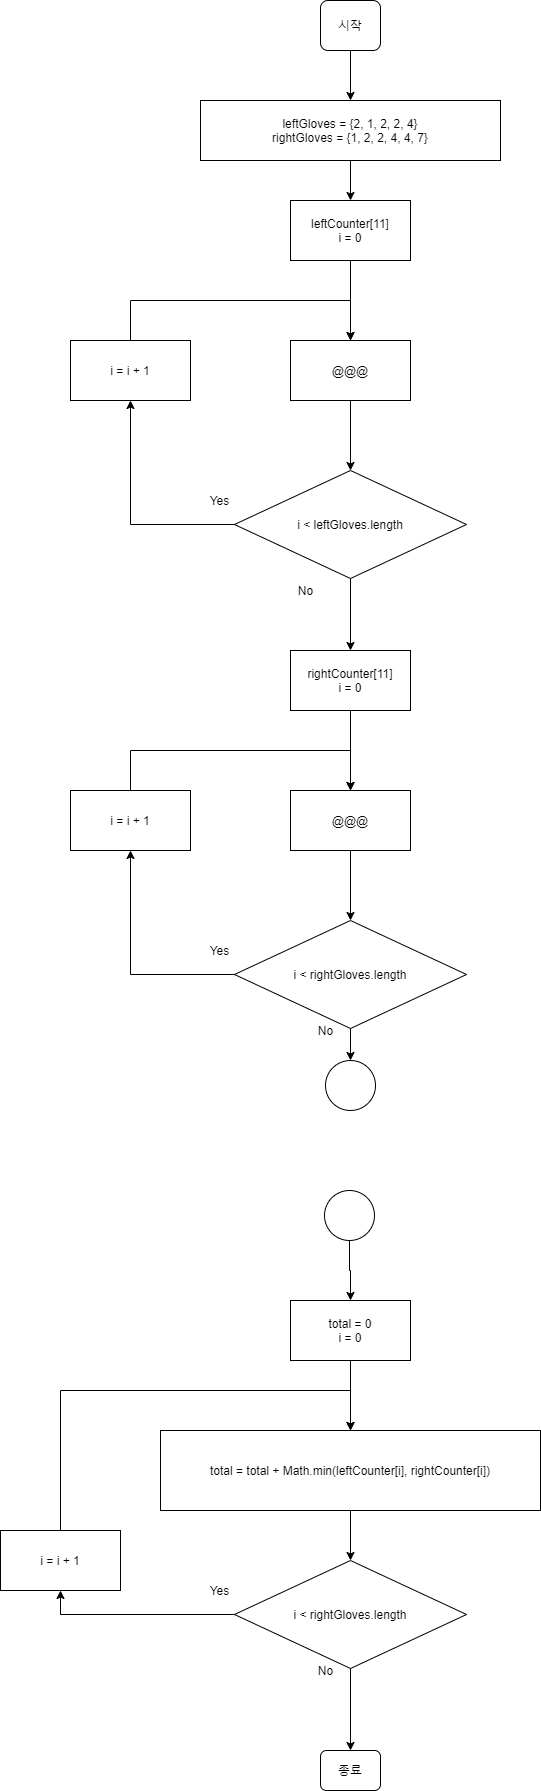 시작
leftGloves = {2, 1, 2, 2, 4}
rightGloves = {1, 2, 2, 4, 4, 7}
leftCounter[11]
i = 0
i = i + 1
@@@
Yes
i < leftGloves.length
No
rightCounter[11]
i = 0
i = i + 1
@@@
Yes
i < rightGloves.length
No
total = 0
i = 0
total = total + Math.min(leftCounter[i], rightCounter[i])
i = i + 1
Yes
i < rightGloves.length
No
종료